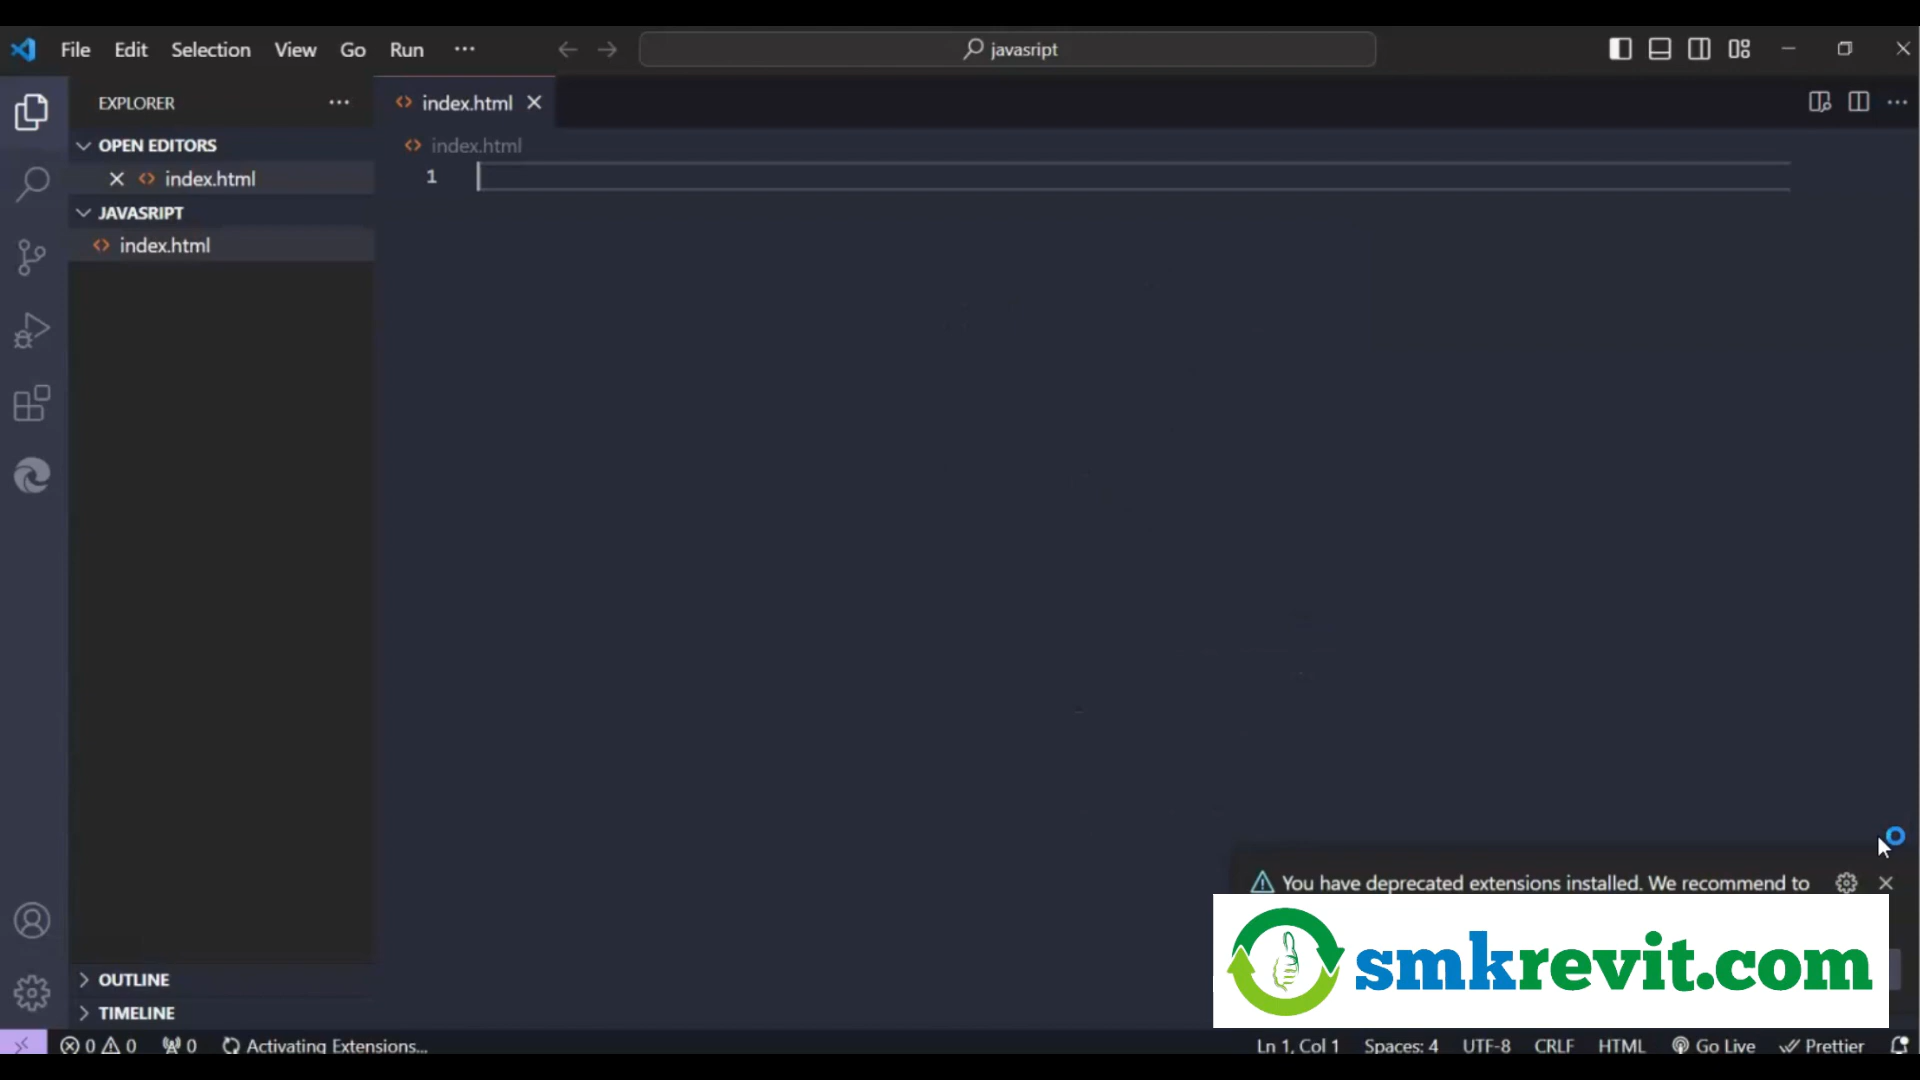 File Edit Selection View Go Run ··· javasript
EXPLORER ···
index.html
OPEN EDITORS
index.html
index.html
JAVASRIPT
1
index.html
You have deprecated extensions installed. We recommend to
smkrevit.com
OUTLINE
TIMELINE
0 0 0 Activating Extensions... Ln 1, Col 1 Spaces: 4 UTF-8 CRLF HTML Go Live Prettier